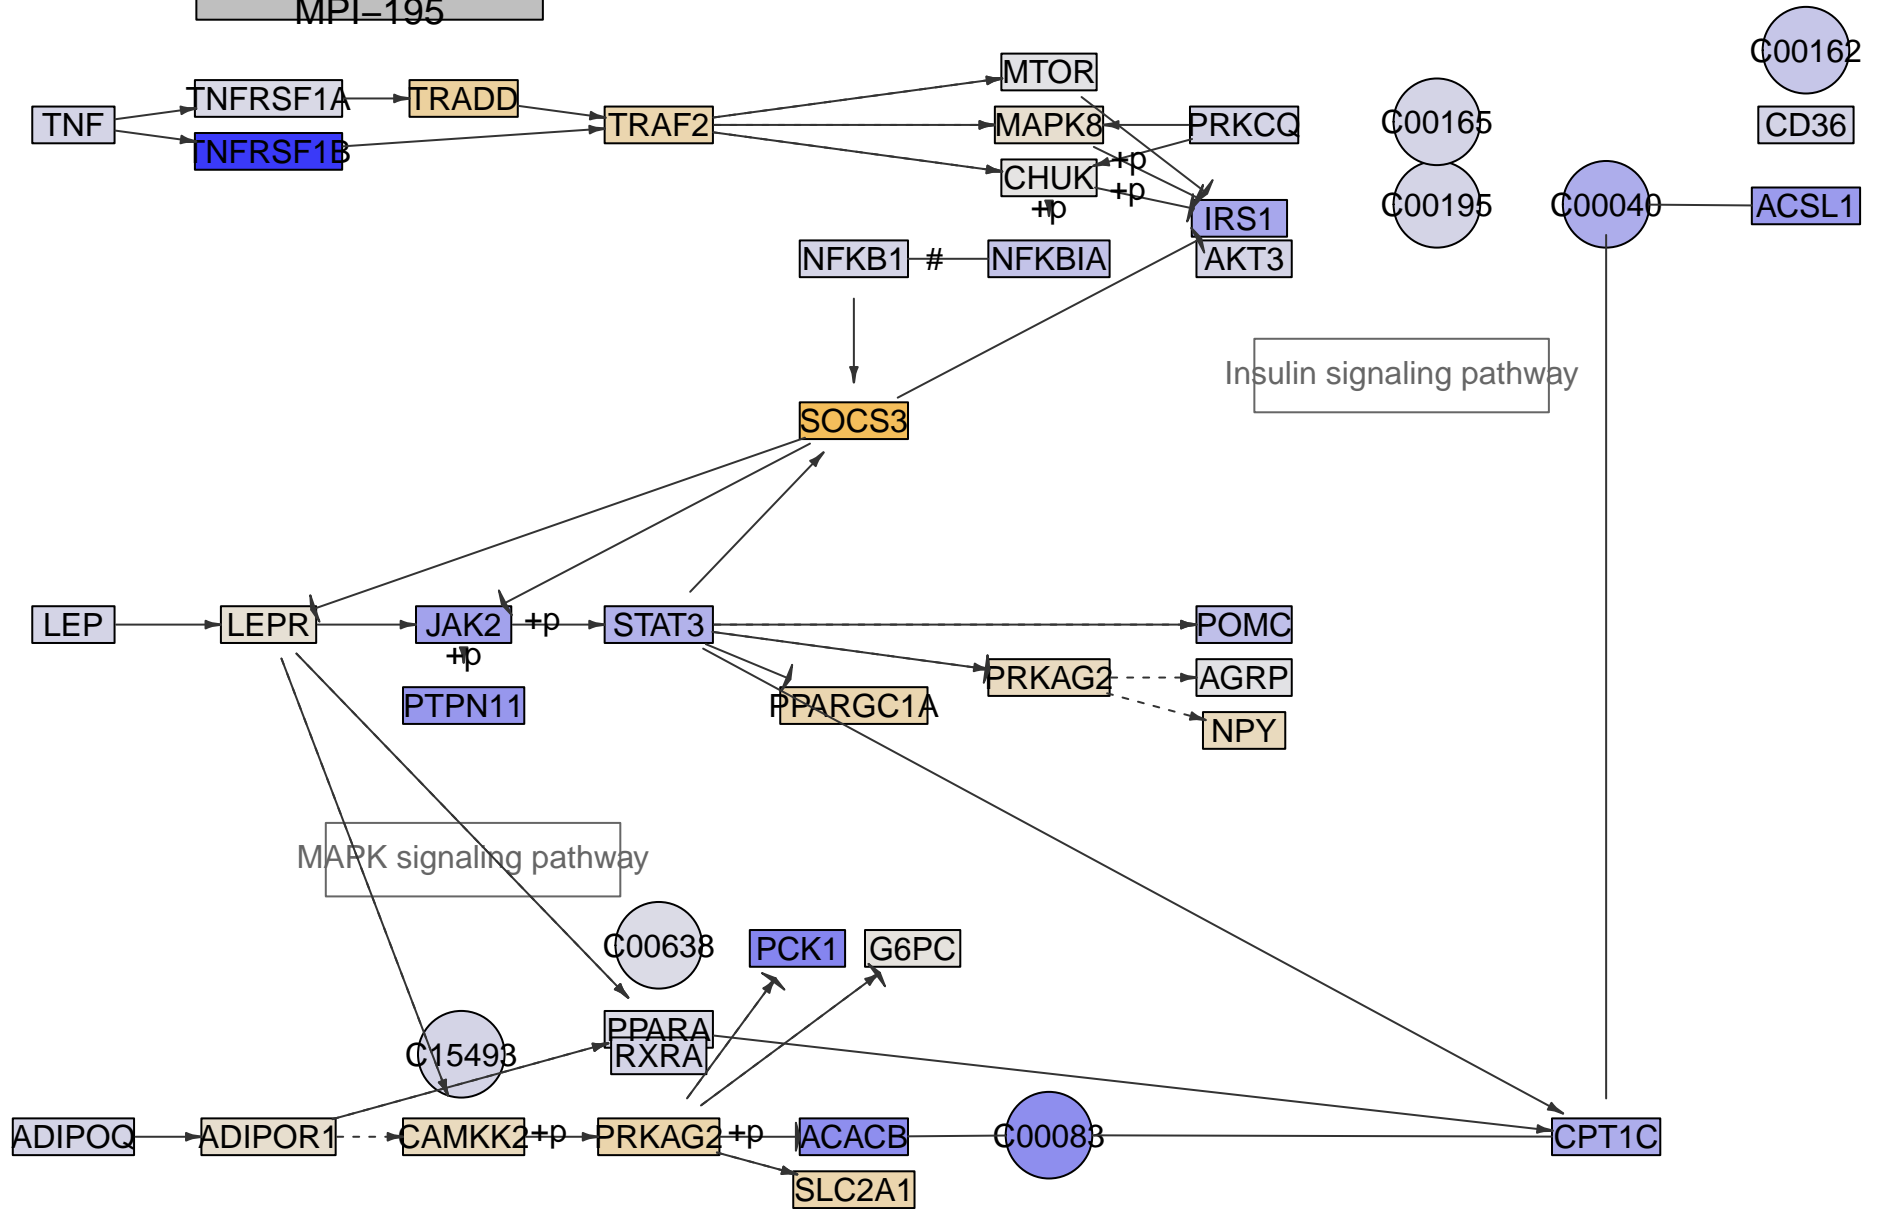 MPI–195
C00162
TNF
TNFRSF1A
TRADD
TNFRSF1B
TRAF2
MTOR
MAPK8
PRKCQ
+p
CHUK
+p
+p
IRS1
C00165
C00195
C00040
CD36
ACSL1
NFKB1
#
NFKBIA
AKT3
Insulin signaling pathway
SOCS3
LEP
LEPR
JAK2
+p
STAT3
POMC
+p
PTPN11
PPARGC1A
PRKAG2
AGRP
NPY
MAPK signaling pathway
C00638
PCK1
G6PC
C15493
PPARA
RXRA
ADIPOQ
ADIPOR1
CAMKK2
+p
PRKAG2
+p
ACACB
C00083
CPT1C
SLC2A1